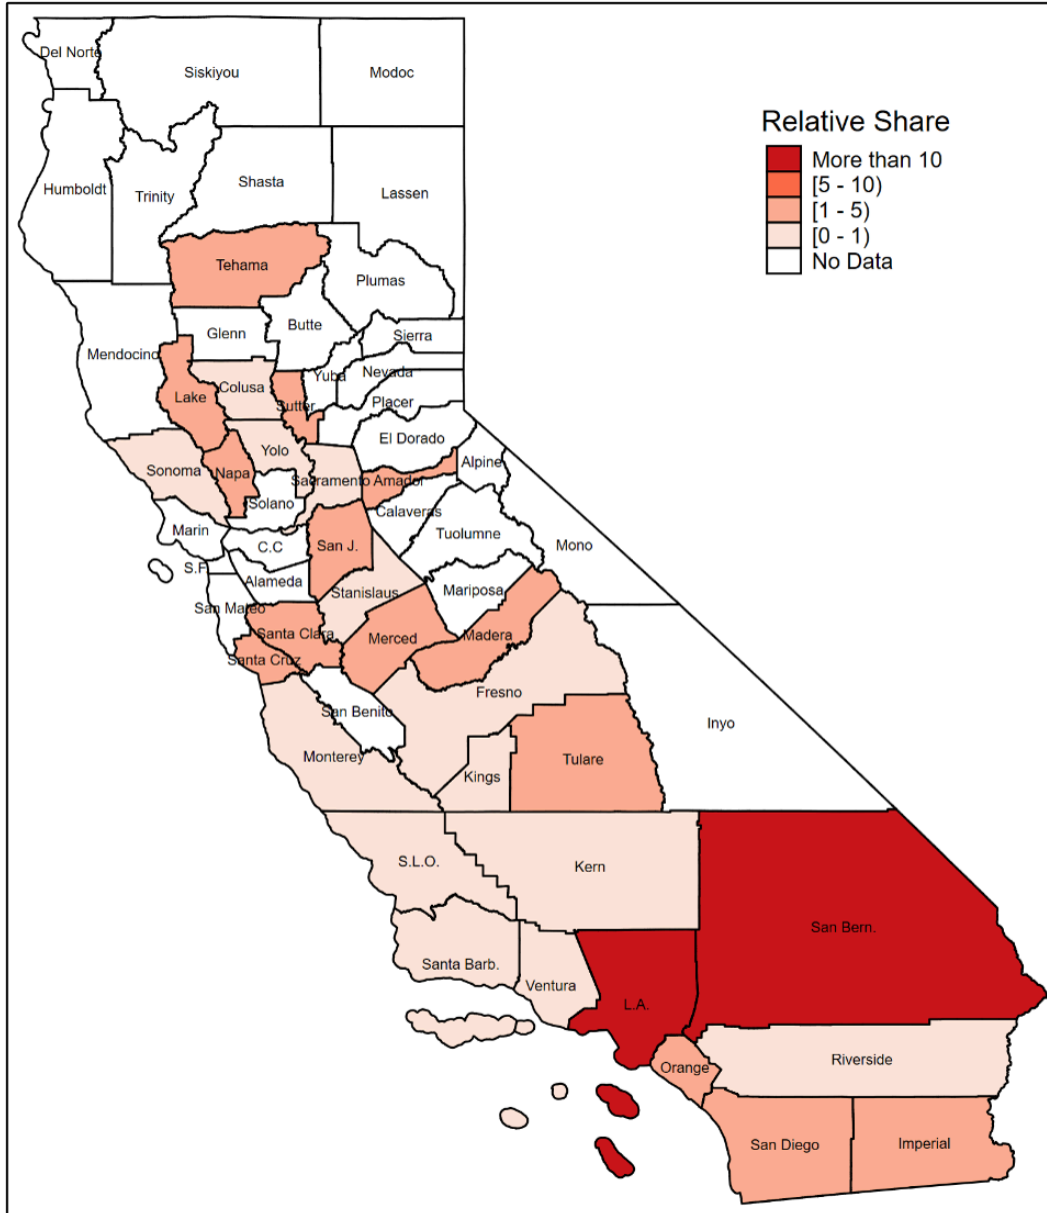 Del Norte
Siskiyou
Modoc
Relative Share
More than 10
[5 - 10)
[1 - 5)
[0 - 1)
No Data
Humboldt
Trinity
Shasta
Lassen
Tehama
Plumas
Glenn
Butte
Sierra
Mendocino
Lake
Colusa
Sutter
Yuba
Nevada
Placer
El Dorado
Sonoma
Napa
Yolo
Sacramento
Amador
Alpine
Solano
Calaveras
Marin
C.C
San J.
Tuolumne
Mono
S.F
Alameda
Stanislaus
Mariposa
San Mateo
Santa Clara
Merced
Madera
Santa Cruz
Fresno
San Benito
Inyo
Monterey
Kings
Tulare
S.L.O.
Kern
San Bern.
Santa Barb.
Ventura
L.A.
Orange
Riverside
San Diego
Imperial